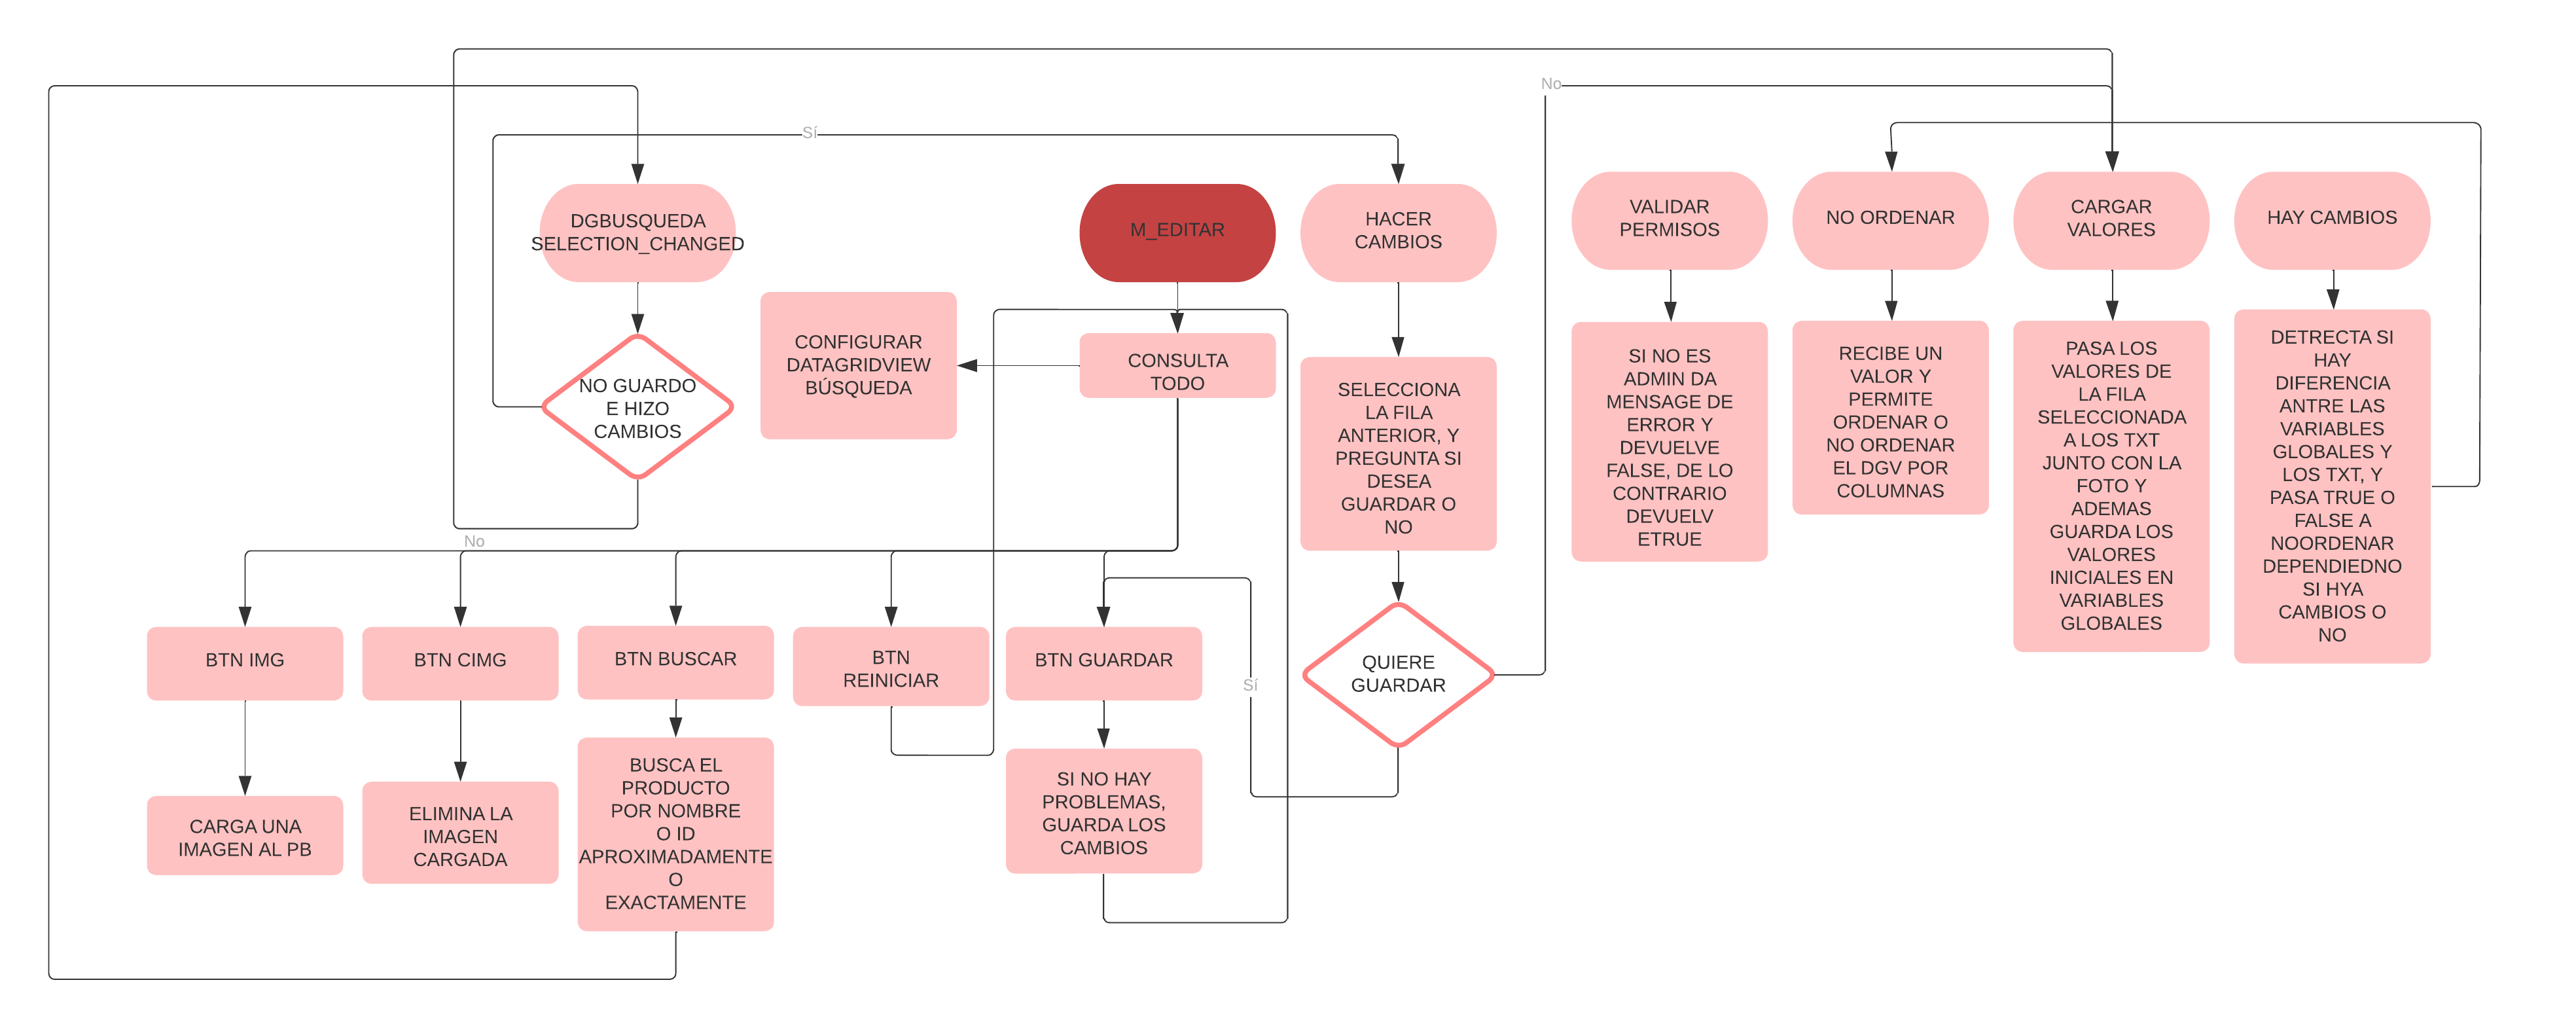 No
Sí
DGBUSQUEDA
SELECTION_CHANGED
M_EDITAR
HACER
CAMBIOS
VALIDAR
PERMISOS
NO ORDENAR
CARGAR
VALORES
HAY CAMBIOS
NO GUARDO
E HIZO
CAMBIOS
CONFIGURAR
DATAGRIDVIEW
BÚSQUEDA
CONSULTA
TODO
SELECCIONA
LA FILA
ANTERIOR, Y
PREGUNTA SI
DESEA
GUARDAR O
NO
SI NO ES
ADMIN DA
MENSAGE DE
ERROR Y
DEVUELVE
FALSE, DE LO
CONTRARIO
DEVUELV
ETRUE
RECIBE UN
VALOR Y
PERMITE
ORDENAR O
NO ORDENAR
EL DGV POR
COLUMNAS
PASA LOS
VALORES DE
LA FILA
SELECCIONADA
A LOS TXT
JUNTO CON LA
FOTO Y
ADEMAS
GUARDA LOS
VALORES
INICIALES EN
VARIABLES
GLOBALES
DETRECTA SI
HAY
DIFERENCIA
ANTRE LAS
VARIABLES
GLOBALES Y
LOS TXT, Y
PASA TRUE O
FALSE A
NOORDENAR
DEPENDIEDNO
SI HYA
CAMBIOS O
NO
No
BTN IMG
BTN CIMG
BTN BUSCAR
BTN
REINICIAR
BTN GUARDAR
Sí
QUIERE
GUARDAR
CARGA UNA
IMAGEN AL PB
ELIMINA LA
IMAGEN
CARGADA
BUSCA EL
PRODUCTO
POR NOMBRE
O ID
APROXIMADAMENTE
O
EXACTAMENTE
SI NO HAY
PROBLEMAS,
GUARDA LOS
CAMBIOS